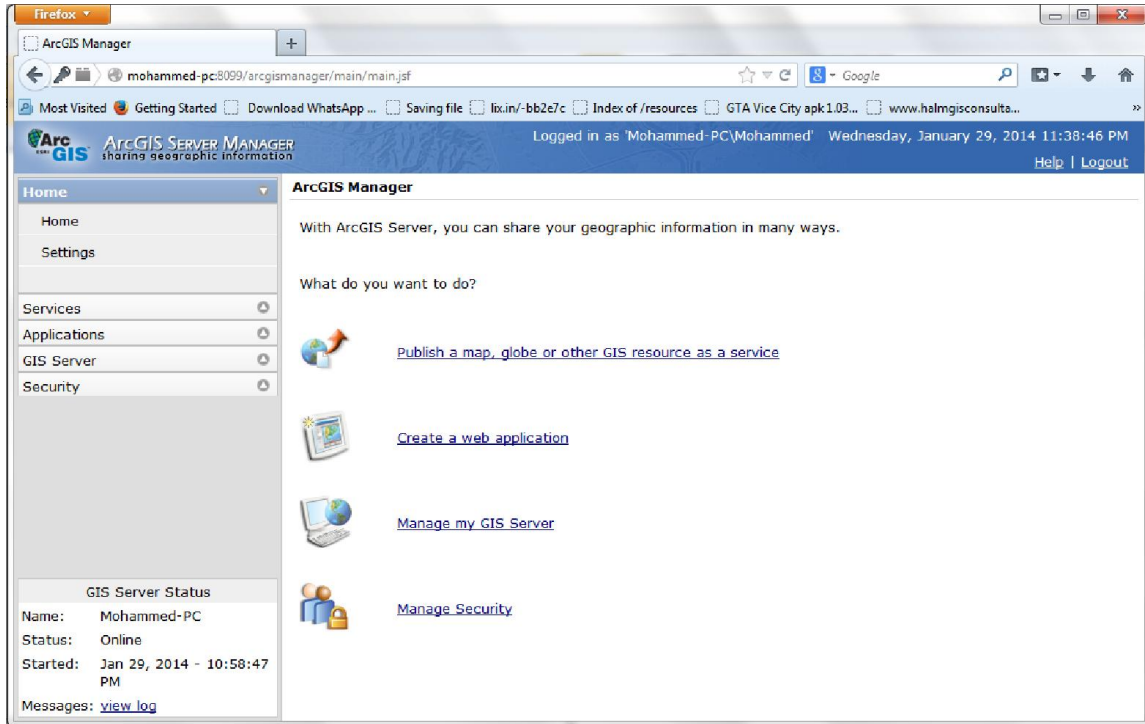 Firefox
ArcGIS Manager
mohammed-pc:8099/arcgismanager/main/main.jsf
Google
Most Visited Getting Started Download WhatsApp ... Saving file lix.in/-bb2e7c Index of /resources GTA Vice City apk 1.03... www.halmgisconsulta... »
ArcGIS
ArcGIS Server Manager
sharing geographic information
Logged in as 'Mohammed-PC\Mohammed' Wednesday, January 29, 2014 11:38:46 PM
Help | Logout
Home
Home
Settings
Services
Applications
GIS Server
Security
GIS Server Status
Name: Mohammed-PC
Status: Online
Started: Jan 29, 2014 - 10:58:47
PM
Messages: view log
ArcGIS Manager
With ArcGIS Server, you can share your geographic information in many ways.
What do you want to do?
Publish a map, globe or other GIS resource as a service
Create a web application
Manage my GIS Server
Manage Security